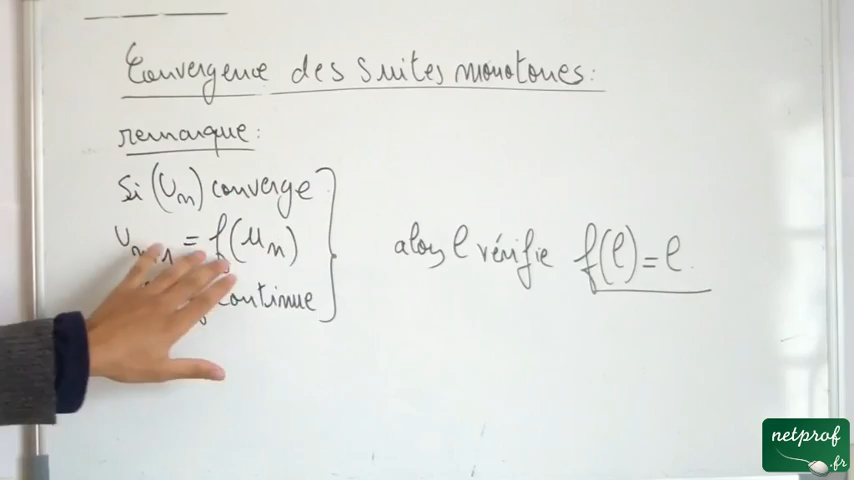 Convergence des suites monotones:
remarque:
Si (Un) converge
Un+1 = f(un)
continue
alors l vérifie f(l)=l.
netprof
.fr